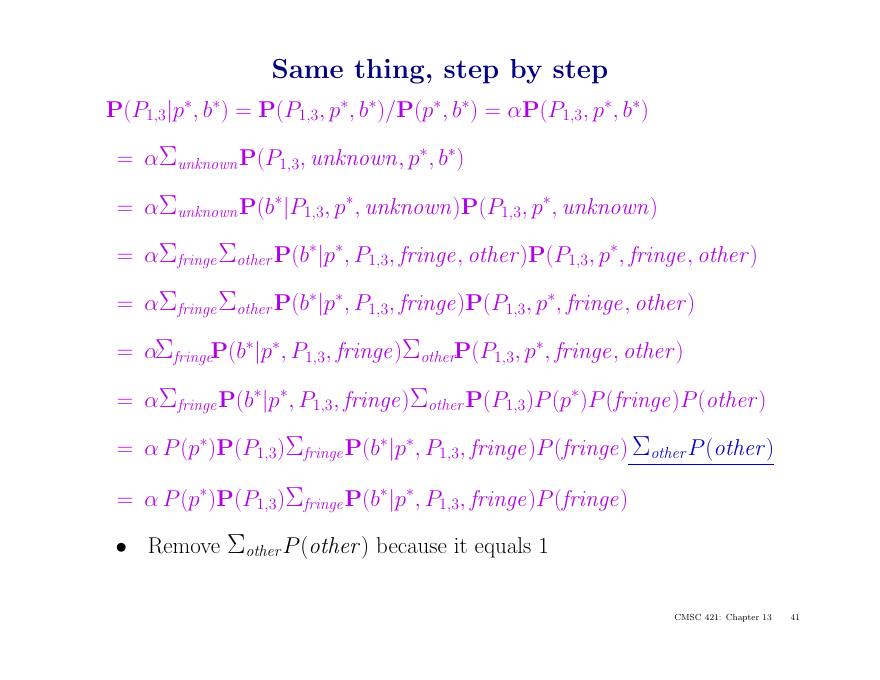 Same thing, step by step
P(P1,3|p∗, b∗) = P(P1,3, p∗, b∗)/P(p∗, b∗) = αP(P1,3, p∗, b∗)
= αΣunknownP(P1,3, unknown, p∗, b∗)
= αΣunknownP(b∗|P1,3, p∗, unknown)P(P1,3, p∗, unknown)
= αΣfringeΣotherP(b∗|p∗, P1,3, fringe, other)P(P1,3, p∗, fringe, other)
= αΣfringeΣotherP(b∗|p∗, P1,3, fringe)P(P1,3, p∗, fringe, other)
= αΣfringeP(b∗|p∗, P1,3, fringe)ΣotherP(P1,3, p∗, fringe, other)
= αΣfringeP(b∗|p∗, P1,3, fringe)ΣotherP(P1,3)P(p∗)P(fringe)P(other)
= α P(p∗)P(P1,3)ΣfringeP(b∗|p∗, P1,3, fringe)P(fringe) ΣotherP(other)
= α P(p∗)P(P1,3)ΣfringeP(b∗|p∗, P1,3, fringe)P(fringe)
• Remove ΣotherP(other) because it equals 1
CMSC 421: Chapter 13 41